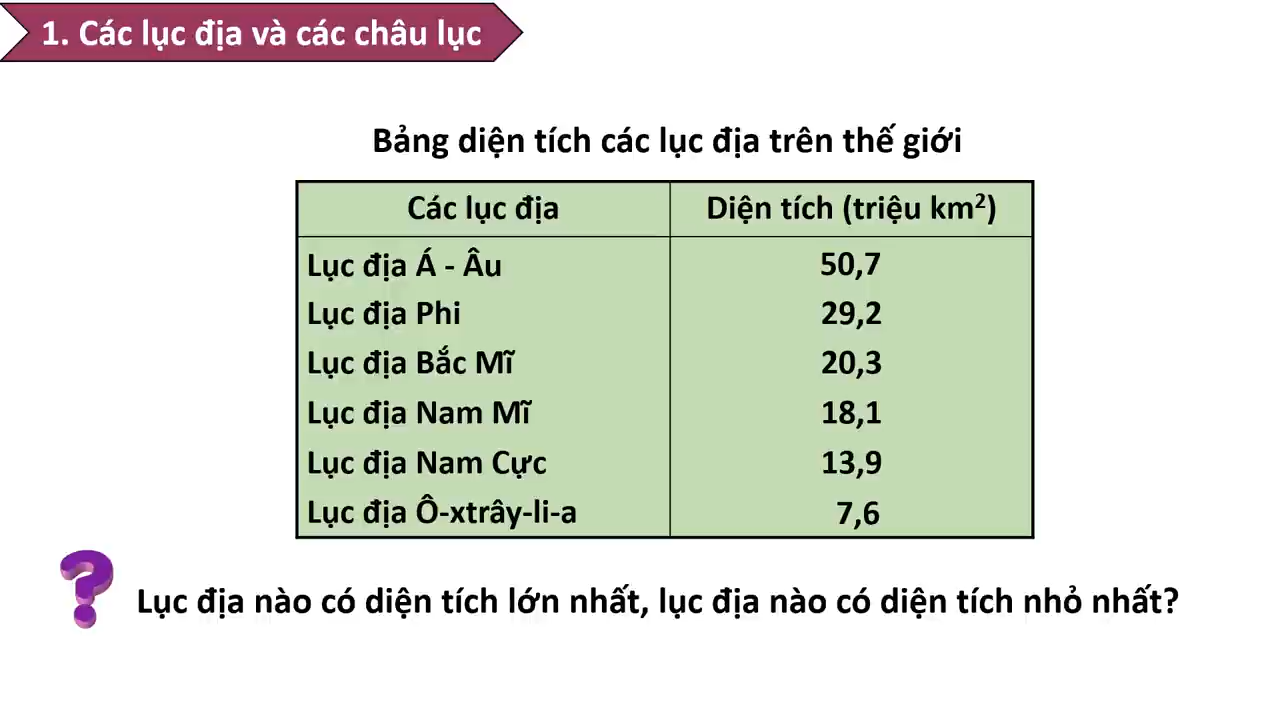 1. Các lục địa và các châu lục
Bảng diện tích các lục địa trên thế giới
Các lục địa Diện tích (triệu km²)
Lục địa Á - Âu 50,7
Lục địa Phi 29,2
Lục địa Bắc Mĩ 20,3
Lục địa Nam Mĩ 18,1
Lục địa Nam Cực 13,9
Lục địa Ô-xtrây-li-a 7,6
? Lục địa nào có diện tích lớn nhất, lục địa nào có diện tích nhỏ nhất?